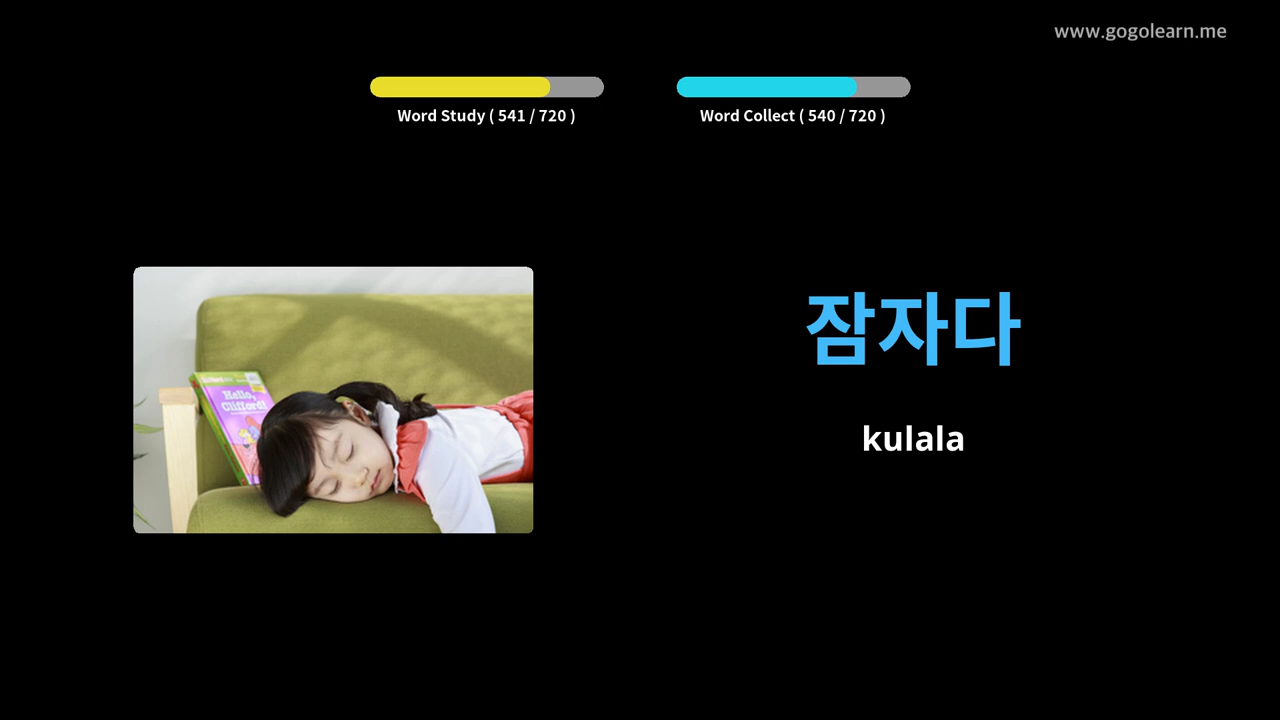 www.gogolearn.me
Word Study ( 541 / 720 )
Word Collect ( 540 / 720 )
Hello,
Clifford!
잠자다
kulala